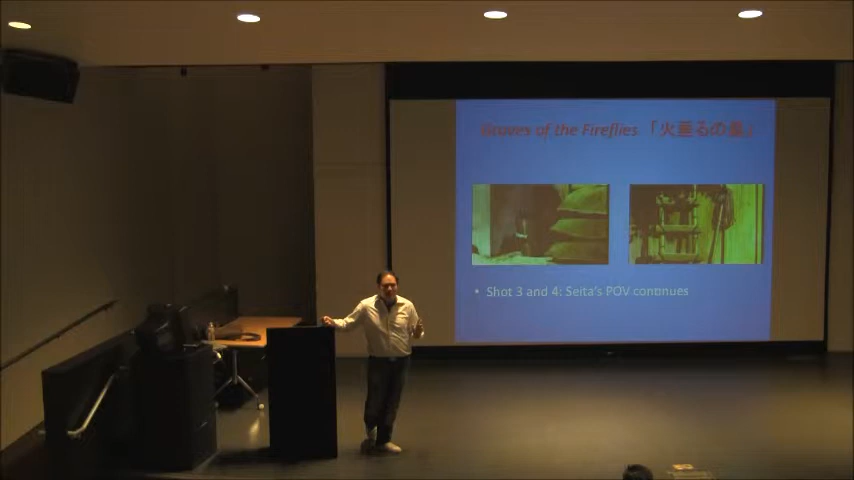 Graves of the Fireflies 「火垂るの墓」
• Shot 3 and 4: Seita's POV continues